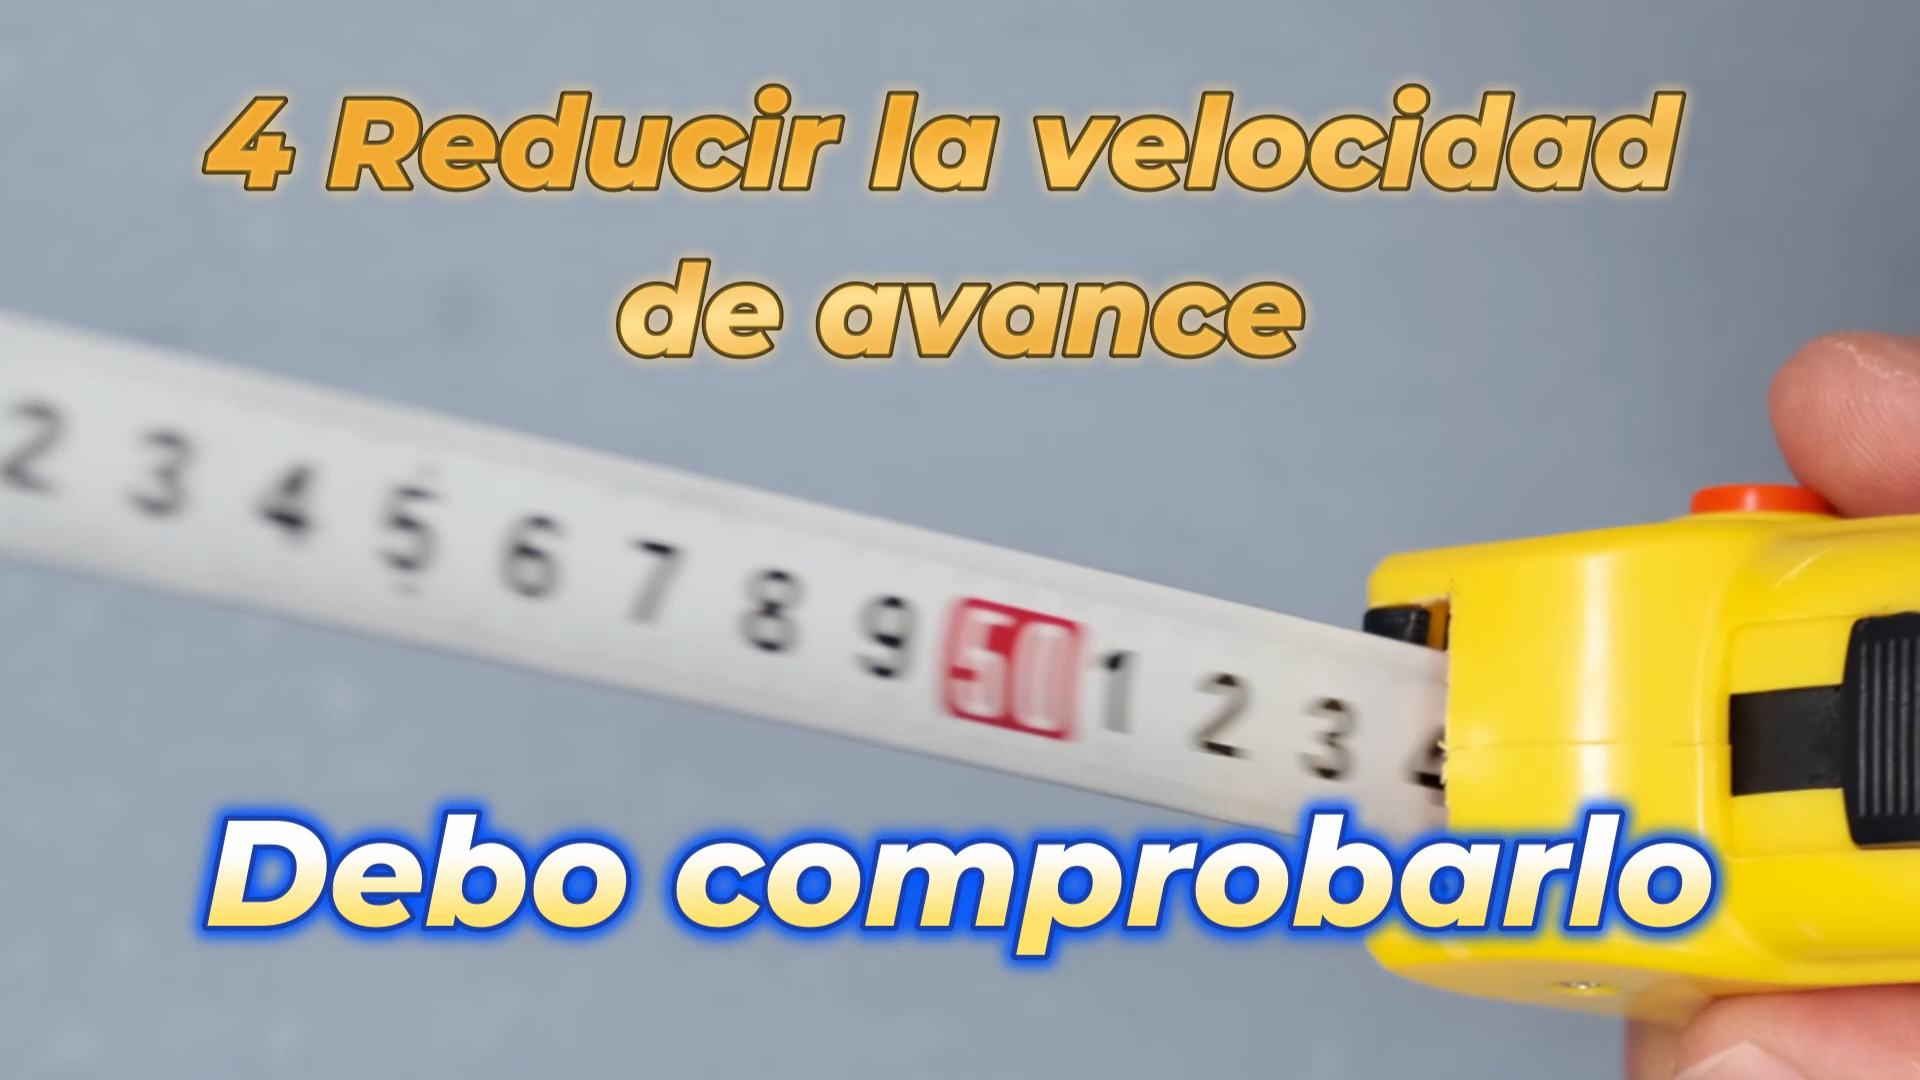 4 Reducir la velocidad
de avance
2 3 4 5 6 7 8 9 50 1 2 3 4
Debo comprobarlo